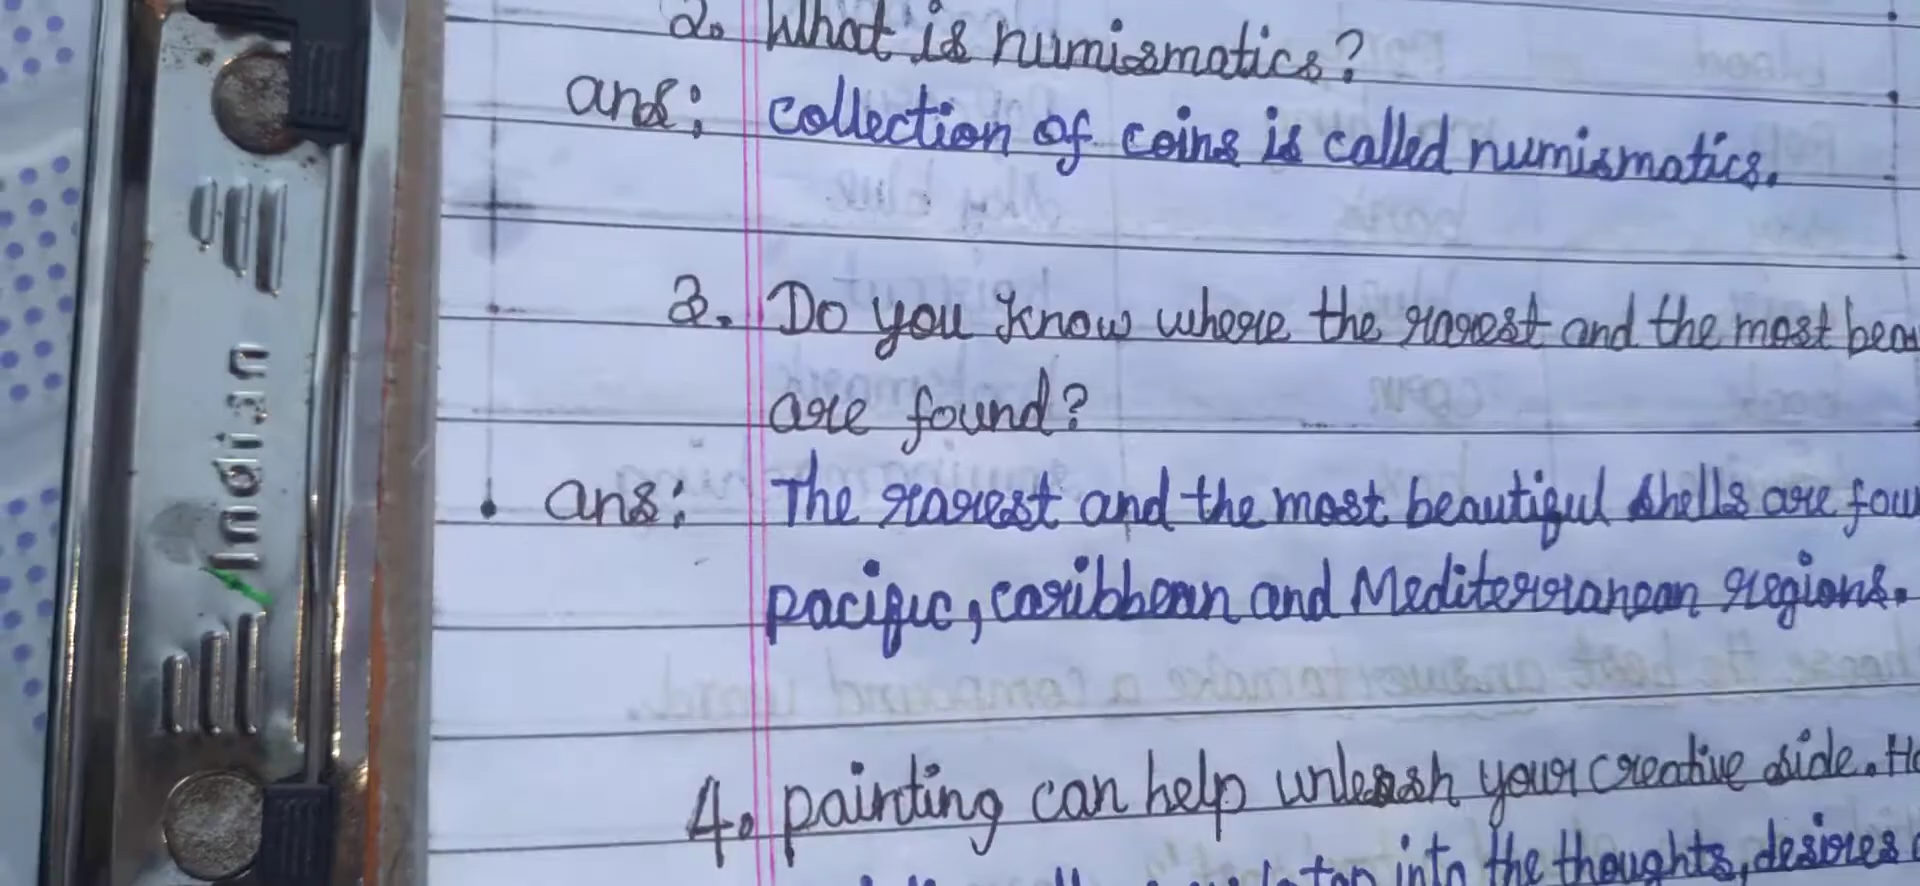 Indian
2. What is numismatics?
ans: collection of coins is called numismatics.
3. Do you know where the rarest and the most
are found?
ans: The rarest and the most beautiful shells are
pacific, caribbean and Mediterranean regions.
4. painting can help unleash your creative side.
into the thoughts, desires